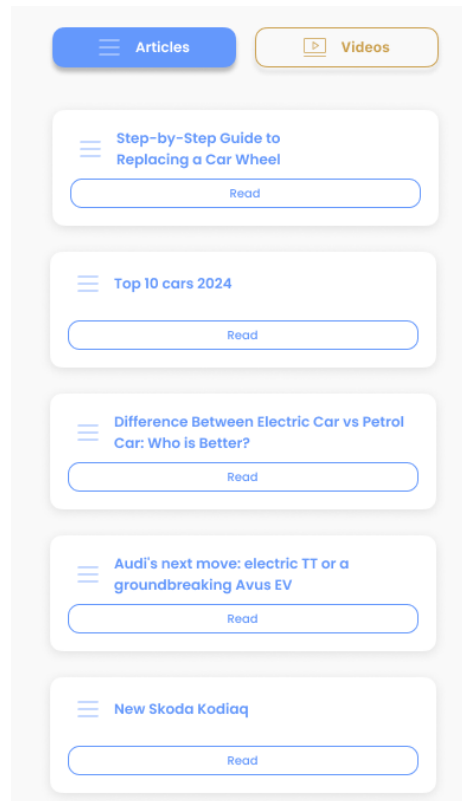 Articles
Videos
Step-by-Step Guide to
Replacing a Car Wheel
Read
Top 10 cars 2024
Read
Difference Between Electric Car vs Petrol
Car: Who is Better?
Read
Audi's next move: electric TT or a
groundbreaking Avus EV
Read
New Skoda Kodiaq
Read